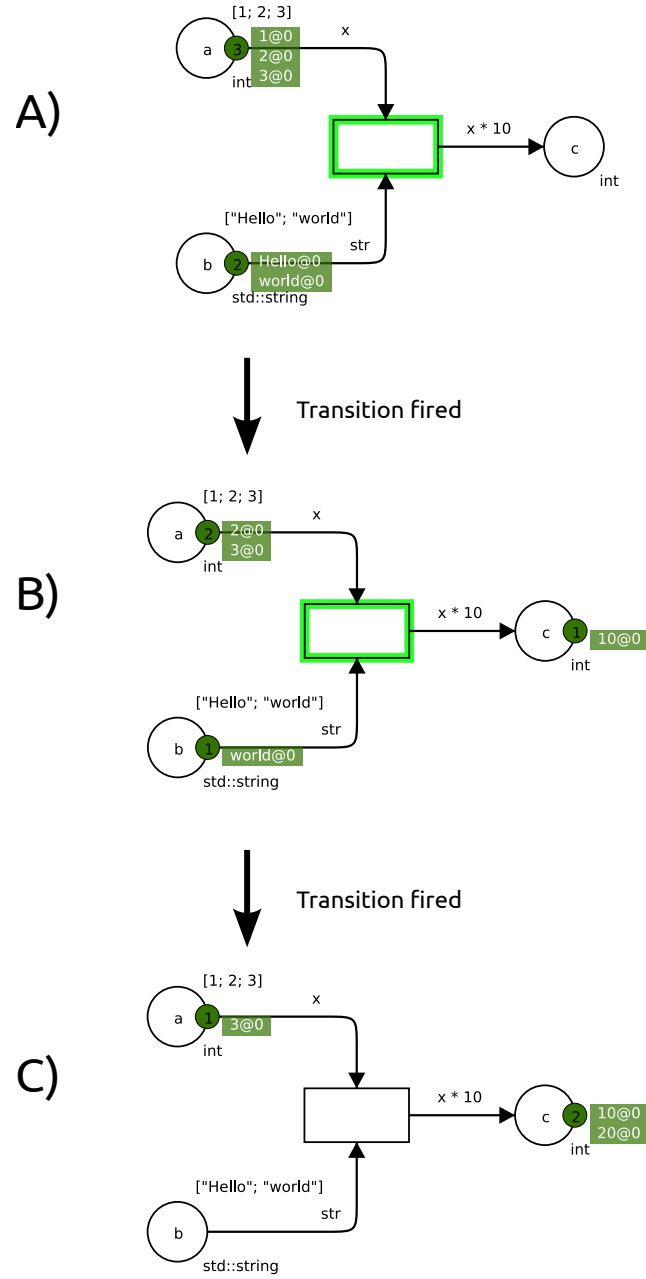 [1; 2; 3]
a
3
1@0
2@0
3@0
x
int
A)
x * 10
c
int
["Hello"; "world"]
str
b
2
Hello@0
world@0
std::string
Transition fired
[1; 2; 3]
a
2
2@0
3@0
x
int
B)
x * 10
c
1
10@0
int
["Hello"; "world"]
str
b
1
world@0
std::string
Transition fired
[1; 2; 3]
a
1
3@0
x
int
C)
x * 10
c
2
10@0
20@0
int
["Hello"; "world"]
str
b
std::string